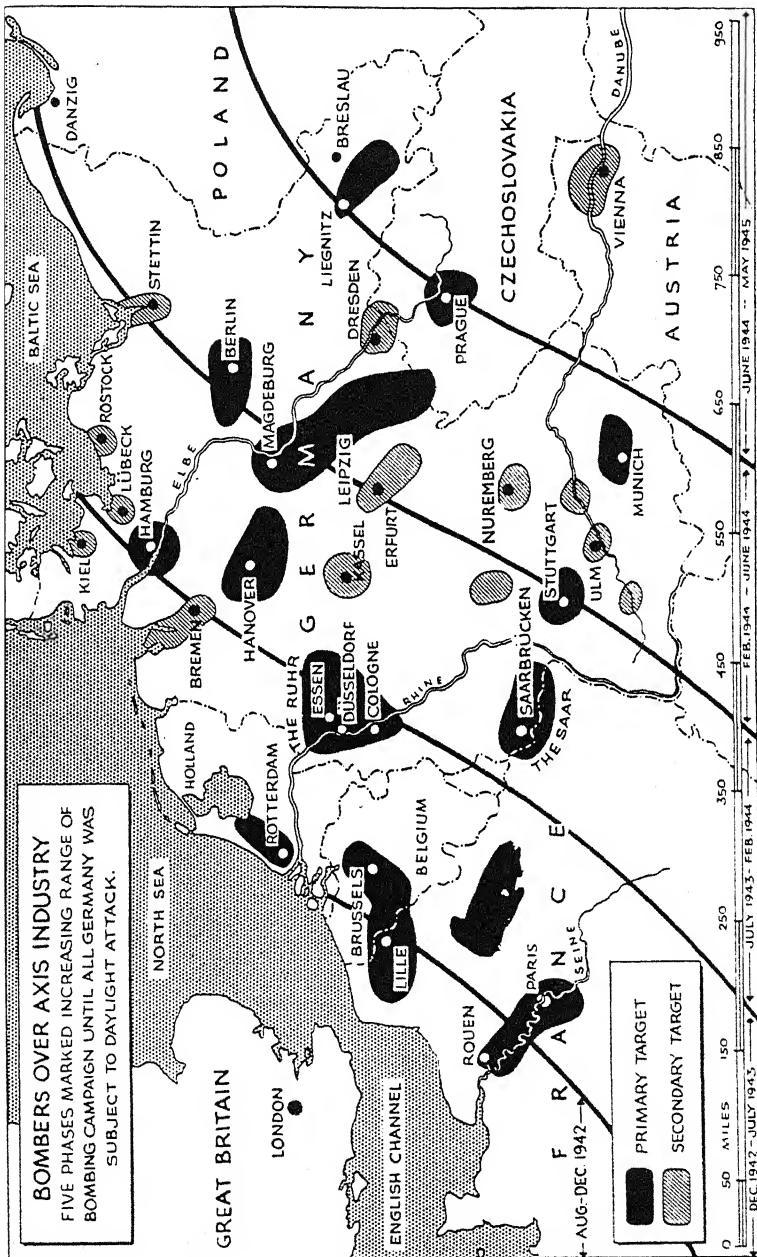 BOMBERS OVER AXIS INDUSTRY
FIVE PHASES MARKED INCREASING RANGE OF
BOMBING CAMPAIGN UNTIL ALL GERMANY WAS
SUBJECT TO DAYLIGHT ATTACK.
BALTIC SEA
NORTH SEA
GREAT BRITAIN
LONDON
ENGLISH CHANNEL
HOLLAND
ROTTERDAM
BELGIUM
BRUSSELS
LILLE
FRANCE
ROUEN
PARIS
SEINE
THE RUHR
ESSEN
DÜSSELDORF
COLOGNE
RHINE
SAARBRÜCKEN
THE SAAR
GERMANY
KIEL
LÜBECK
HAMBURG
ROSTOCK
BREMEN
HANOVER
ELBE
STETTIN
BERLIN
MAGDEBURG
KASSEL
LEIPZIG
ERFURT
DRESDEN
NUREMBERG
STUTTGART
ULM
MUNICH
DANZIG
POLAND
BRESLAU
LIEGNITZ
PRAGUE
CZECHOSLOVAKIA
DANUBE
VIENNA
AUSTRIA
PRIMARY TARGET
SECONDARY TARGET
AUG-DEC. 1942
0 50 MILES 150 250 350 450 550 650 750 850 950
DEC. 1942 - JULY 1943
JULY 1943 - FEB. 1944
FEB. 1944 - JUNE 1944
JUNE 1944 -- MAY 1945